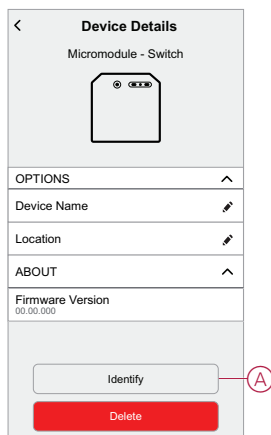 Device Details
Micromodule - Switch
OPTIONS
Device Name
Location
ABOUT
Firmware Version
00.00.000
Identify
A
Delete